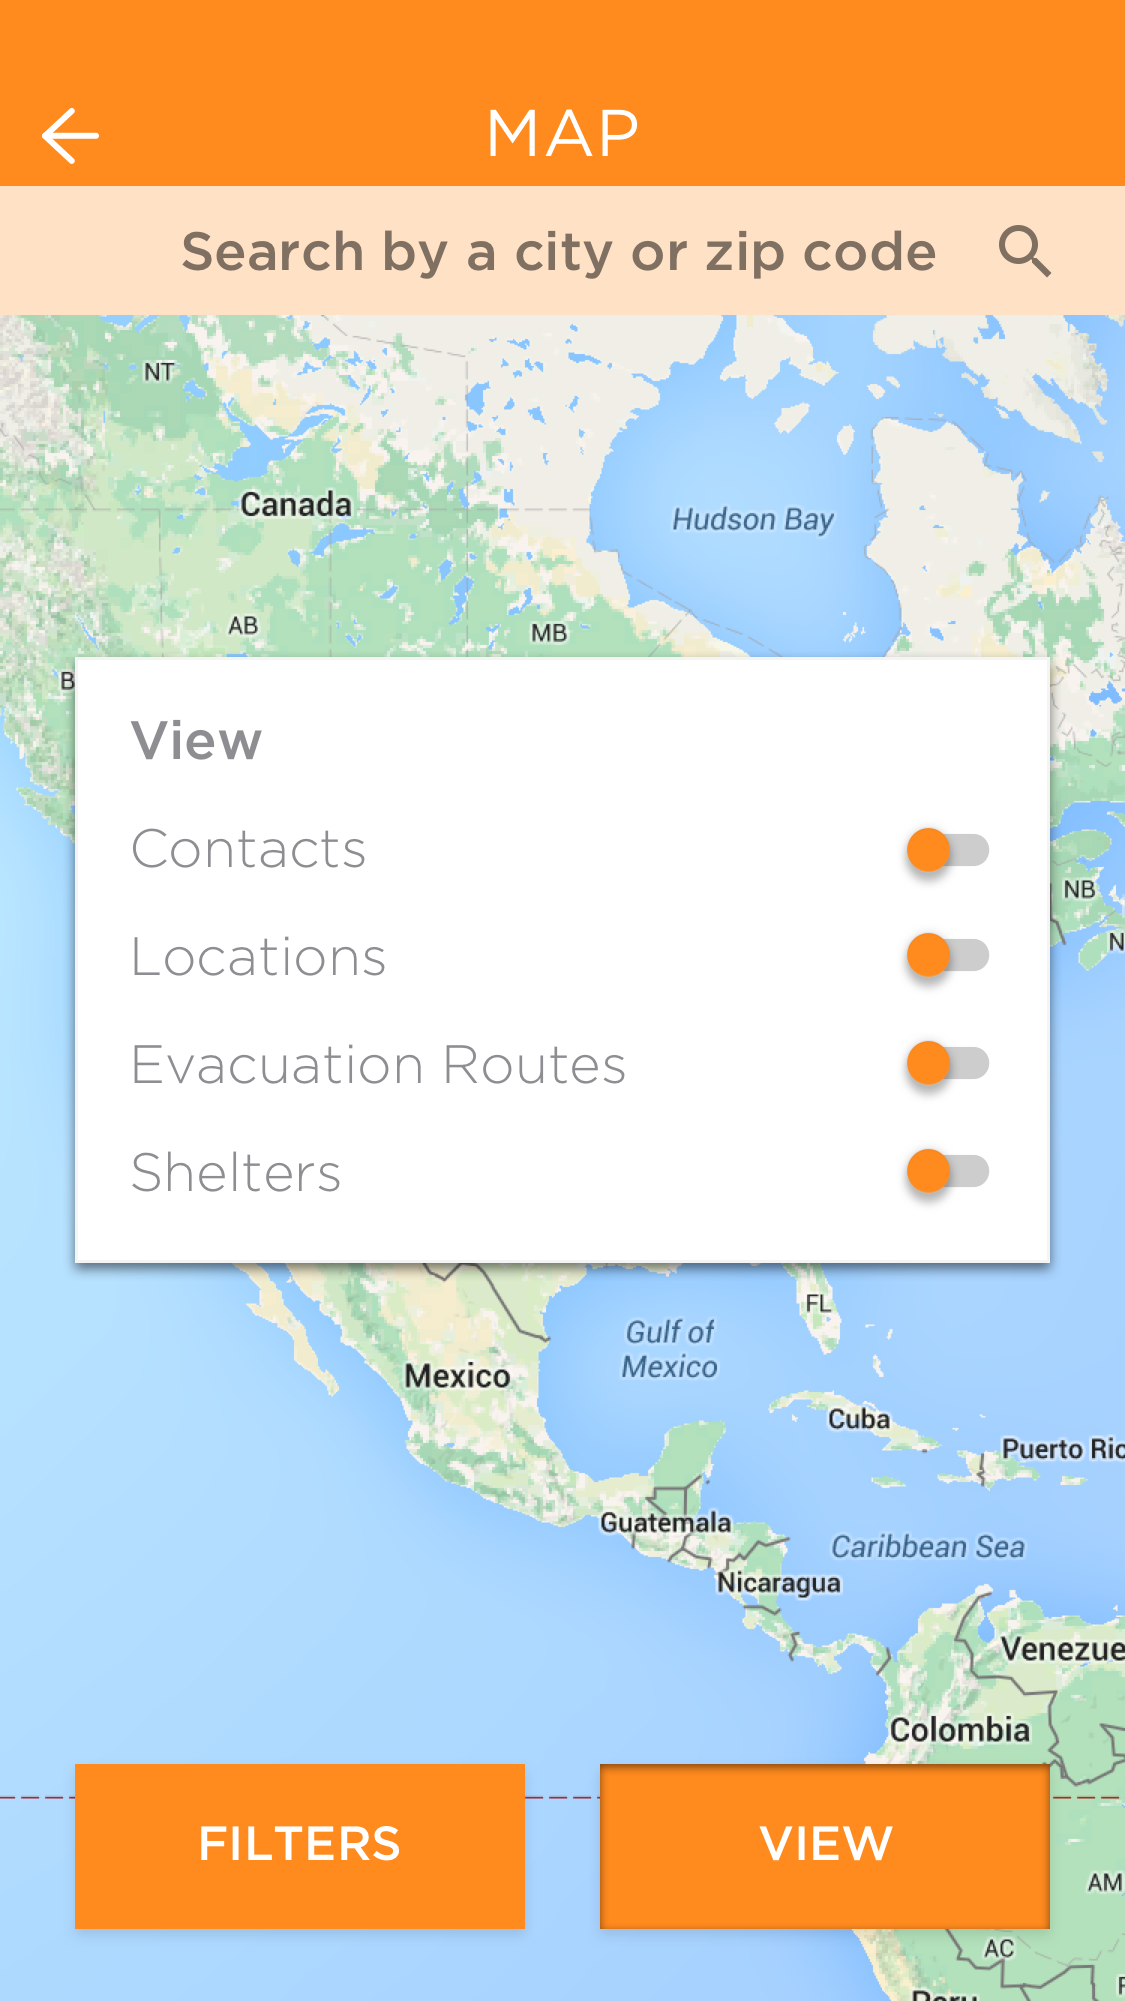 MAP
Search by a city or zip code
NT
Canada
Hudson Bay
AB
MB
B
View
Contacts
NB
N
Locations
Evacuation Routes
Shelters
FL
Gulf of
Mexico
Mexico
Cuba
Puerto Ric
Guatemala
Caribbean Sea
Nicaragua
Venezue
Colombia
FILTERS
VIEW
AM
AC
Peru